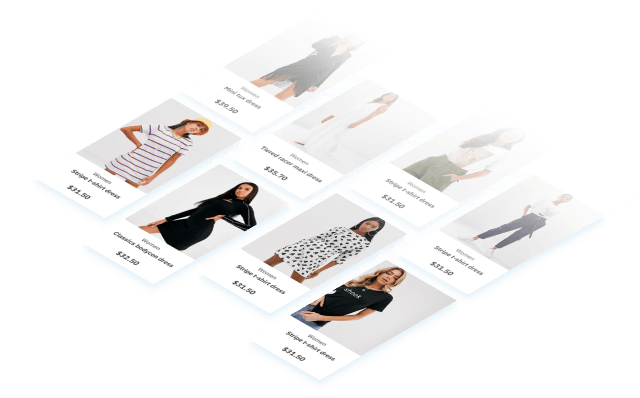 Women
Mini tux dress
$39.50
Women
Tiered racer maxi dress
$35.70
Women
Stripe t-shirt dress
$31.50
Women
Stripe t-shirt dress
$31.50
Women
Stripe t-shirt dress
$31.50
Women
Classics bodycon dress
$32.50
Women
Stripe t-shirt dress
$31.50
Women
Stripe t-shirt dress
$31.50